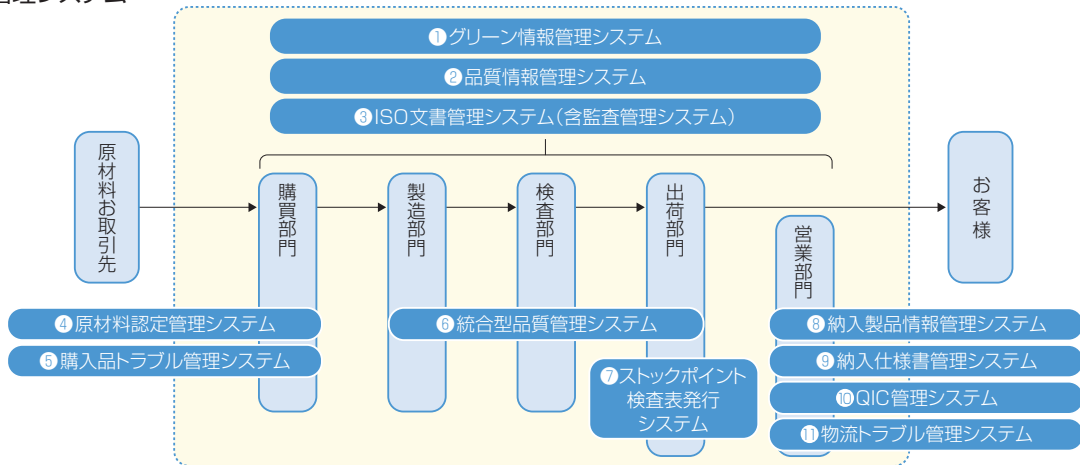 管理システム
❶グリーン情報管理システム
❷品質情報管理システム
❸ISO文書管理システム(含監査管理システム)
原材料お取引先
購買部門
製造部門
検査部門
出荷部門
営業部門
お客様
❹原材料認定管理システム
❺購入品トラブル管理システム
❻統合型品質管理システム
❼ストックポイント
検査表発行
システム
❽納入製品情報管理システム
❾納入仕様書管理システム
❿QIC管理システム
⓫物流トラブル管理システム